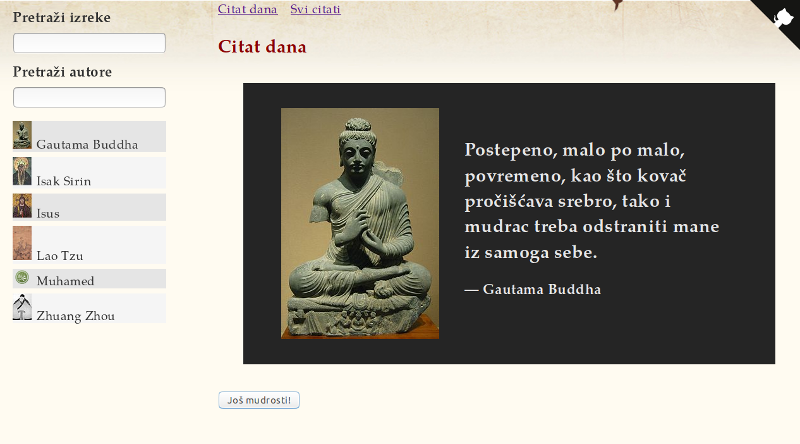 Pretraži izreke
Pretraži autore
Gautama Buddha
Isak Sirin
Isus
Lao Tzu
Muhamed
Zhuang Zhou
Citat dana Svi citati
Citat dana
Postepeno, malo po malo,
povremeno, kao što kovač
pročišćava srebro, tako i
mudrac treba odstraniti mane
iz samoga sebe.
— Gautama Buddha
Još mudrosti!